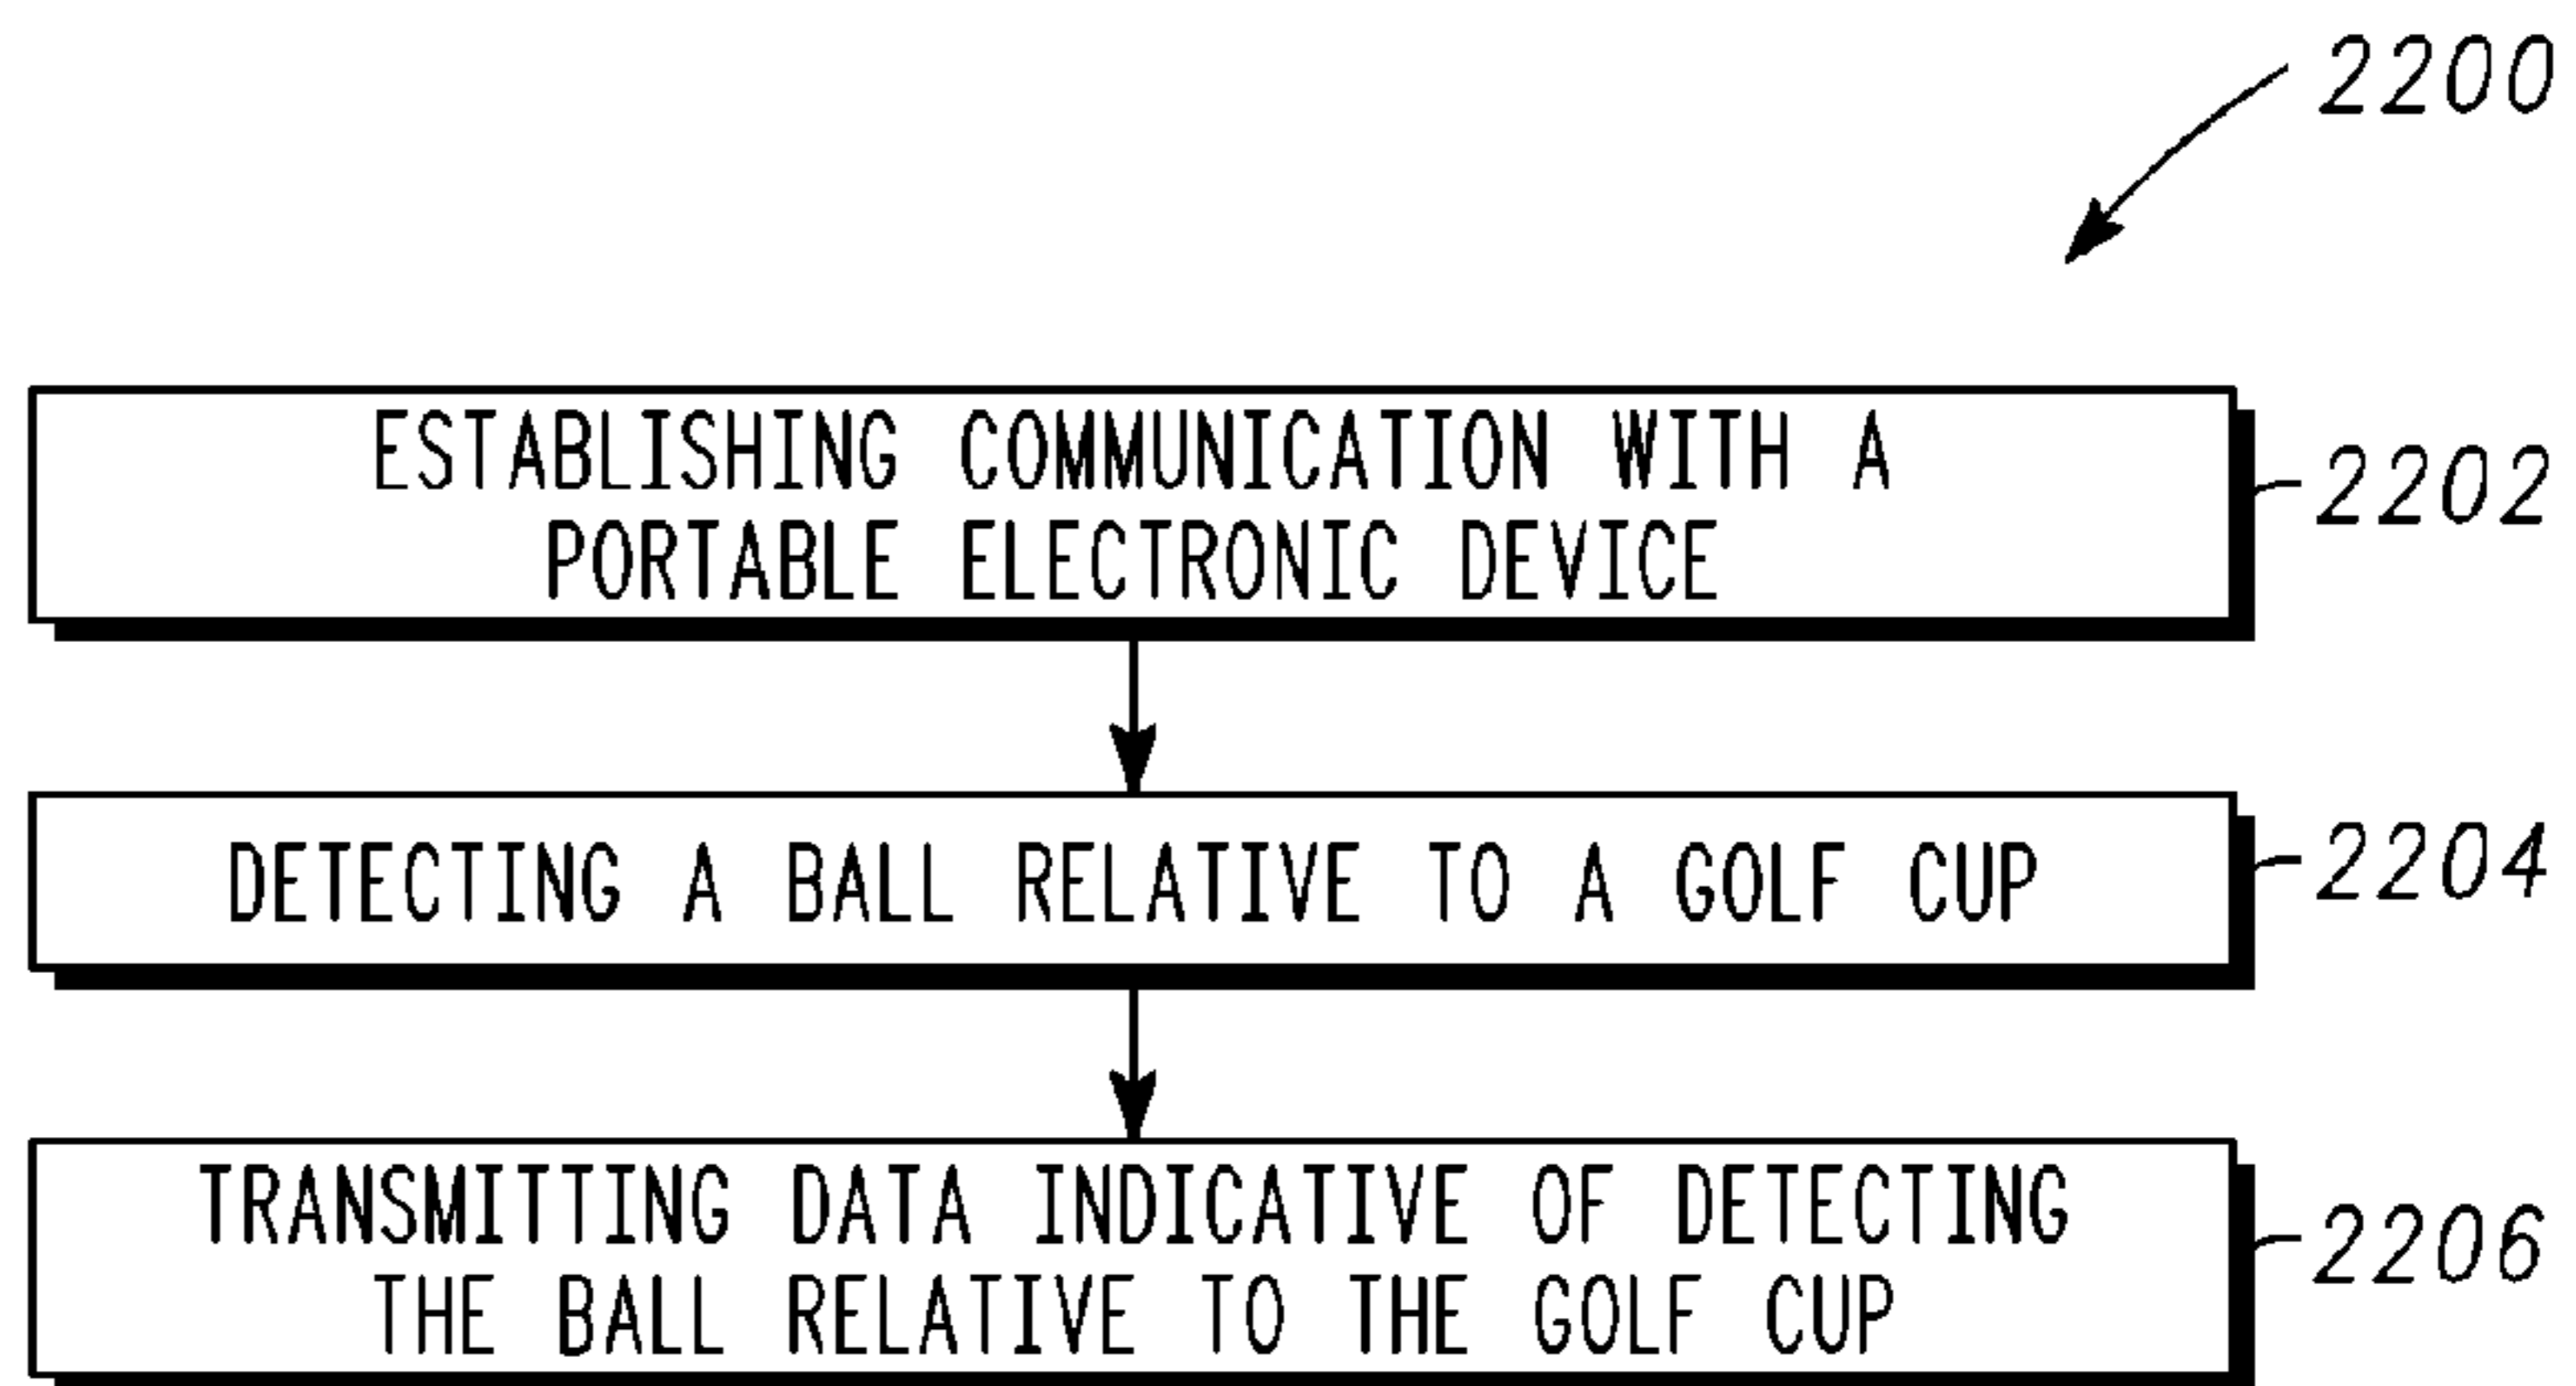 2200
ESTABLISHING COMMUNICATION WITH A
PORTABLE ELECTRONIC DEVICE
2202
DETECTING A BALL RELATIVE TO A GOLF CUP
2204
TRANSMITTING DATA INDICATIVE OF DETECTING
THE BALL RELATIVE TO THE GOLF CUP
2206